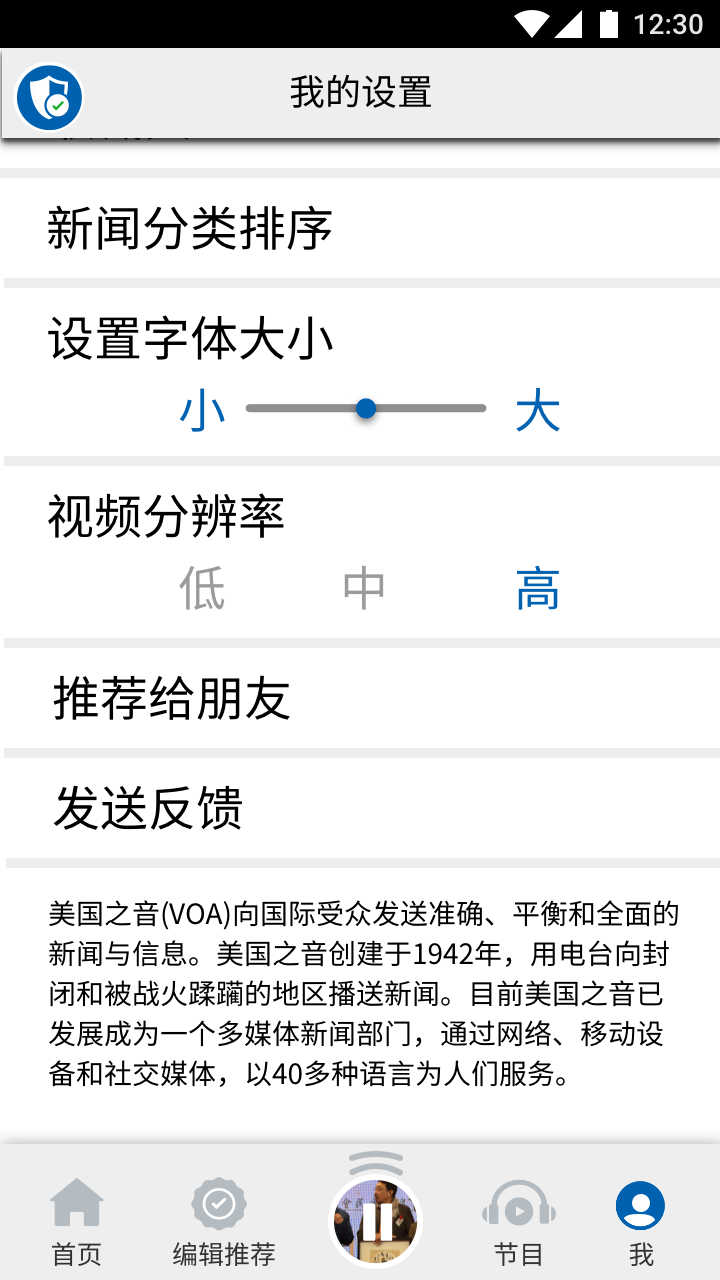 12:30
我的设置
新闻分类排序
设置字体大小
小 大
视频分辨率
低 中 高
推荐给朋友
发送反馈
美国之音(VOA)向国际受众发送准确、平衡和全面的
新闻与信息。美国之音创建于1942年，用电台向封
闭和被战火蹂躏的地区播送新闻。目前美国之音已
发展成为一个多媒体新闻部门，通过网络、移动设
备和社交媒体，以40多种语言为人们服务。
首页 编辑推荐 节目 我